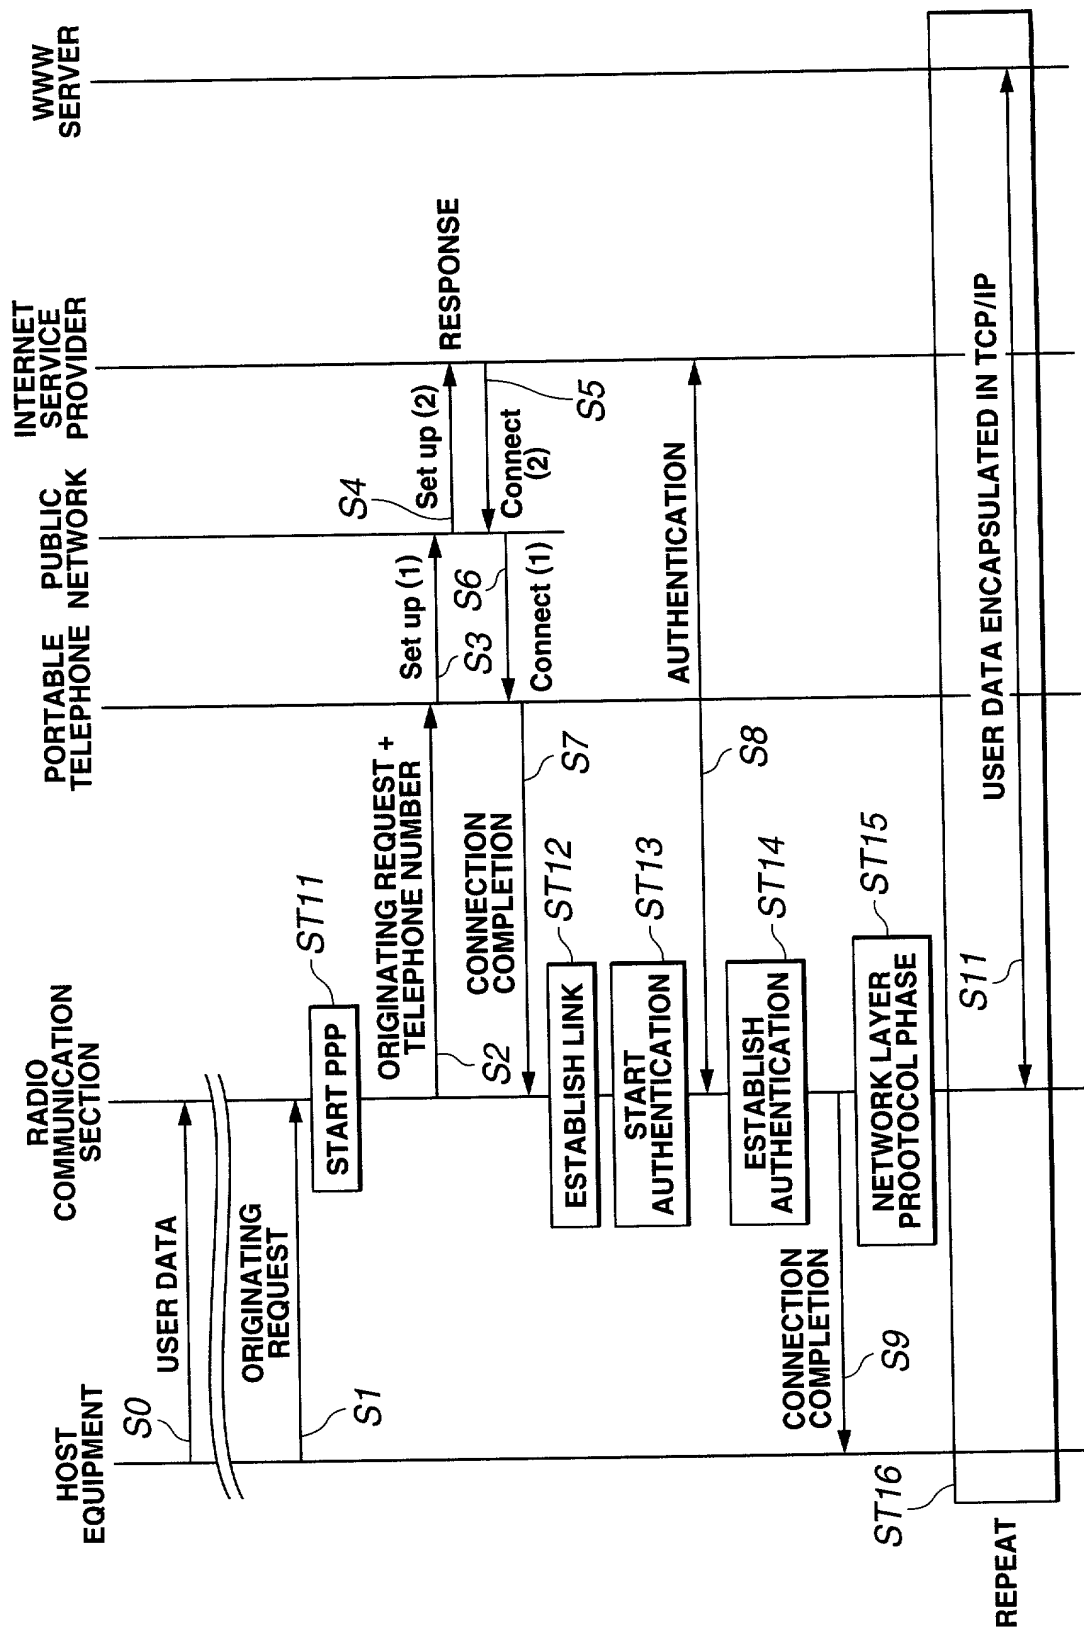 HOST
EQUIPMENT
RADIO
COMMUNICATION
SECTION
PORTABLE
TELEPHONE
PUBLIC
NETWORK
INTERNET
SERVICE
PROVIDER
WWW
SERVER
S0
USER DATA
ORIGINATING
REQUEST
S1
START PPP
ST11
ORIGINATING REQUEST +
TELEPHONE NUMBER
S2
Set up (1)
S3
S4
Set up (2)
RESPONSE
S5
Connect
(2)
S6
Connect (1)
CONNECTION
COMPLETION
S7
ESTABLISH LINK
ST12
START
AUTHENTICATION
ST13
AUTHENTICATION
S8
ESTABLISH
AUTHENTICATION
ST14
CONNECTION
COMPLETION
S9
NETWORK LAYER
PROOTOCOL PHASE
ST15
ST16
REPEAT
S11
USER DATA ENCAPSULATED IN TCP/IP